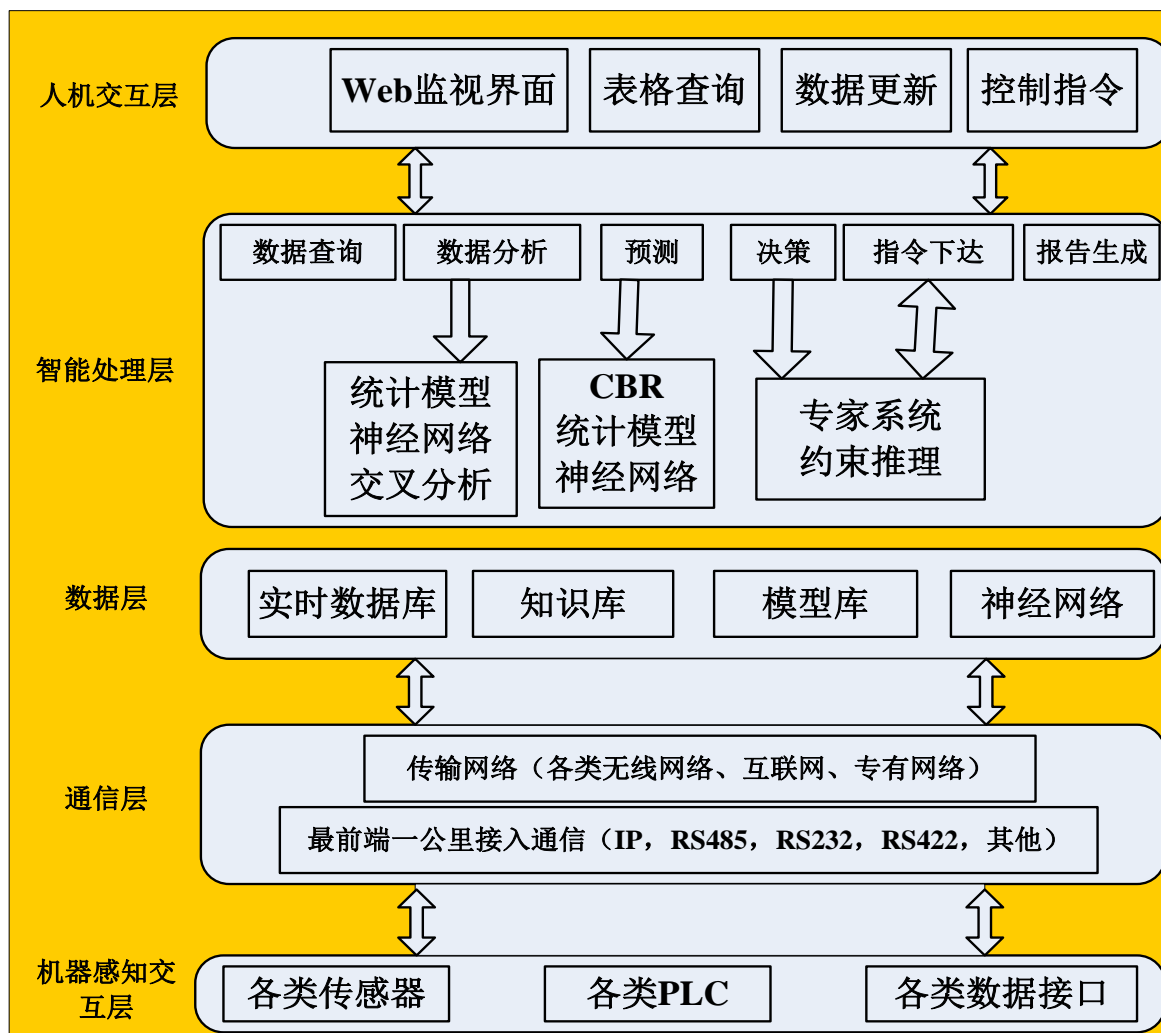 人机交互层
Web监视界面
表格查询
数据更新
控制指令
智能处理层
数据查询
数据分析
预测
决策
指令下达
报告生成
统计模型
神经网络
交叉分析
CBR
统计模型
神经网络
专家系统
约束推理
数据层
实时数据库
知识库
模型库
神经网络
通信层
传输网络（各类无线网络、互联网、专有网络）
最前端一公里接入通信（IP，RS485，RS232，RS422，其他）
机器感知交
互层
各类传感器
各类PLC
各类数据接口